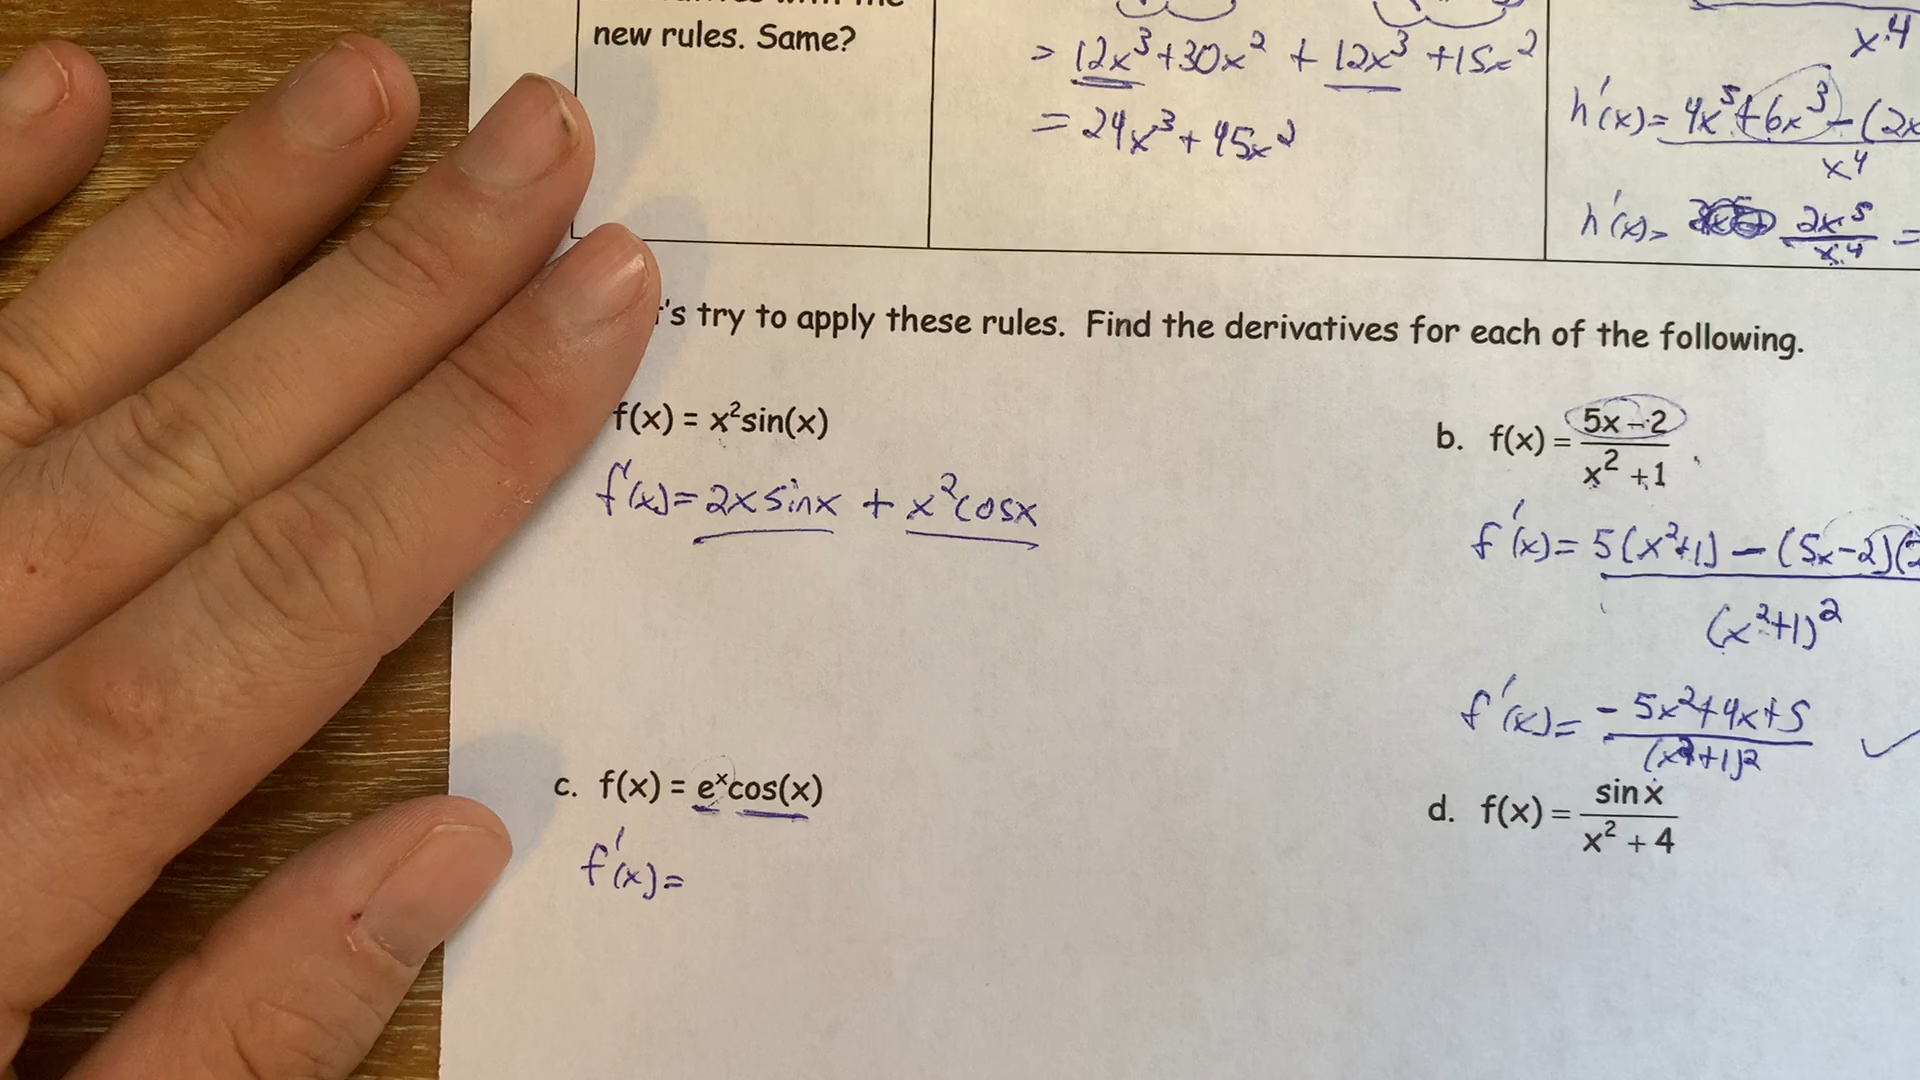 new rules. Same?
= 12x³+30x² + 12x³ +15x²
= 24x³+45x²
x⁴
h'(x)= 4x⁵+6x³-(2x
x⁴
h'(x)= 2x⁵ =
x⁴
's try to apply these rules. Find the derivatives for each of the following.
f(x) = x²sin(x)
f'(x)= 2x sinx + x²cosx
b. f(x) = 5x-2
x² +1
f'(x)= 5(x²+1) - (5x-2)(2
(x²+1)²
f'(x)= -5x²+4x+5 ✓
(x²+1)²
c. f(x) = eˣcos(x)
f'(x)=
d. f(x) = sin x
x² + 4